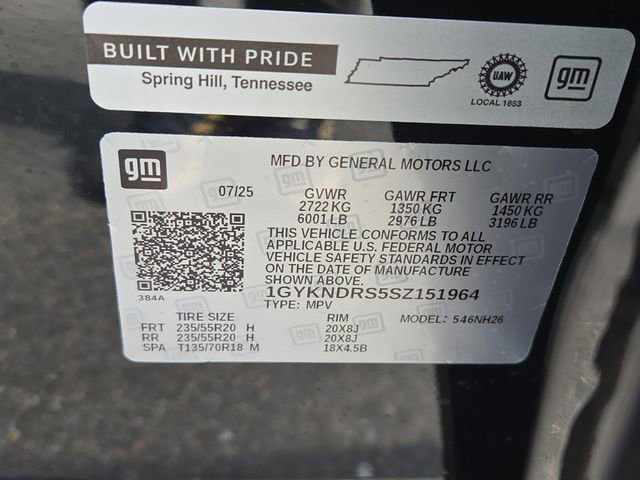 BUILT WITH PRIDE
Spring Hill, Tennessee
UAW
LOCAL 1853
gm
gm
MFD BY GENERAL MOTORS LLC
07/25 GVWR GAWR FRT GAWR RR
2722 KG 1350 KG 1450 KG
6001 LB 2976 LB 3196 LB
THIS VEHICLE CONFORMS TO ALL
APPLICABLE U.S. FEDERAL MOTOR
VEHICLE SAFETY STANDARDS IN EFFECT
ON THE DATE OF MANUFACTURE
SHOWN ABOVE.
1GYKNDRS5SZ151964
TYPE: MPV MODEL: 546NH26
384A
TIRE SIZE RIM
FRT 235/55R20 H 20X8J
RR 235/55R20 H 20X8J
SPA T135/70R18 M 18X4.5B